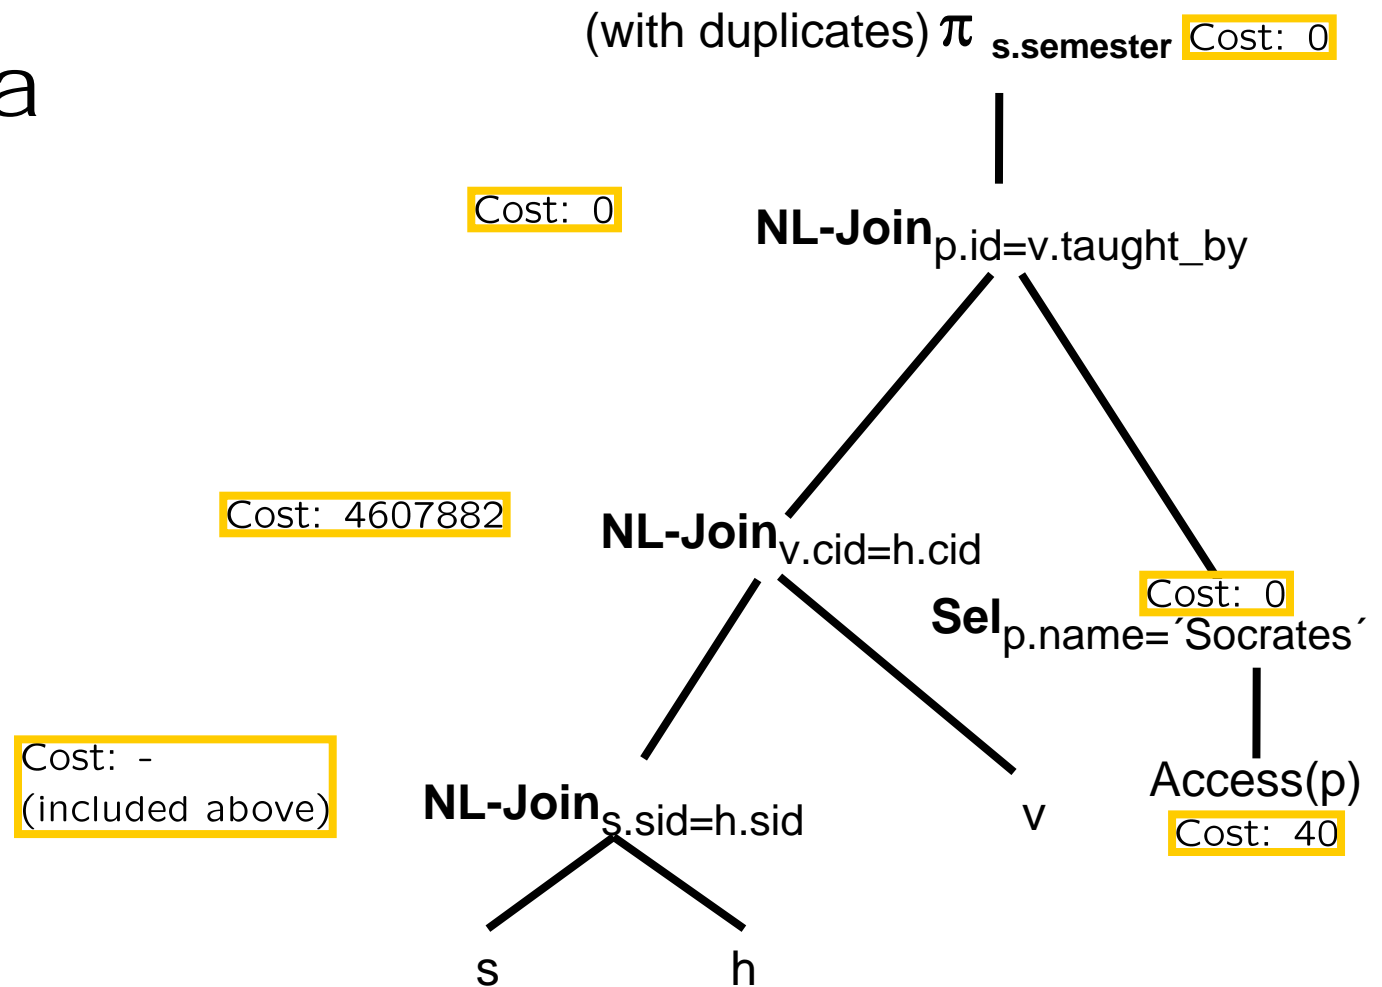 (with duplicates) π s.semester Cost: 0
a
Cost: 0
NL-Join p.id=v.taught_by
Cost: 4607882
NL-Join v.cid=h.cid
Cost: 0
Sel p.name=´Socrates´
Cost: -
(included above)
NL-Join s.sid=h.sid
v
Access(p)
Cost: 40
s
h